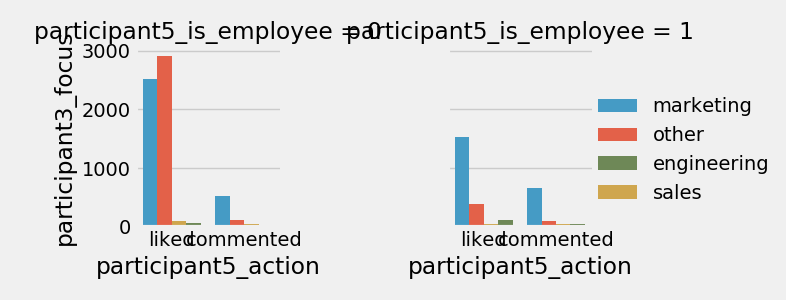 participant5_is_employee = 0
participant5_is_employee = 1
participant3_focus
3000
2000
1000
0
liked
commented
participant5_action
liked
commented
participant5_action
marketing
other
engineering
sales